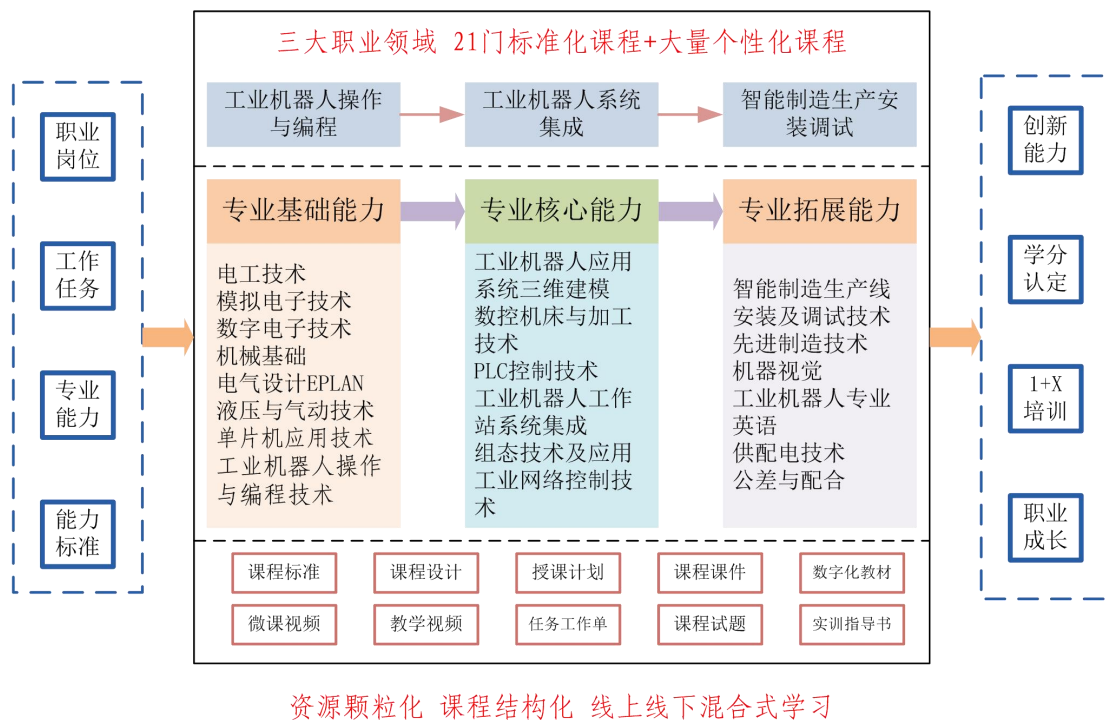 三大职业领域 21门标准化课程+大量个性化课程
职业
岗位
工作
任务
专业
能力
能力
标准
工业机器人操作
与编程
工业机器人系统
集成
智能制造生产安
装调试
专业基础能力
专业核心能力
专业拓展能力
电工技术
模拟电子技术
数字电子技术
机械基础
电气设计EPLAN
液压与气动技术
单片机应用技术
工业机器人操作
与编程技术
工业机器人应用
系统三维建模
数控机床与加工
技术
PLC控制技术
工业机器人工作
站系统集成
组态技术及应用
工业网络控制技
术
智能制造生产线
安装及调试技术
先进制造技术
机器视觉
工业机器人专业
英语
供配电技术
公差与配合
课程标准
课程设计
授课计划
课程课件
数字化教材
微课视频
教学视频
任务工作单
课程试题
实训指导书
创新
能力
学分
认定
1+X
培训
职业
成长
资源颗粒化 课程结构化 线上线下混合式学习